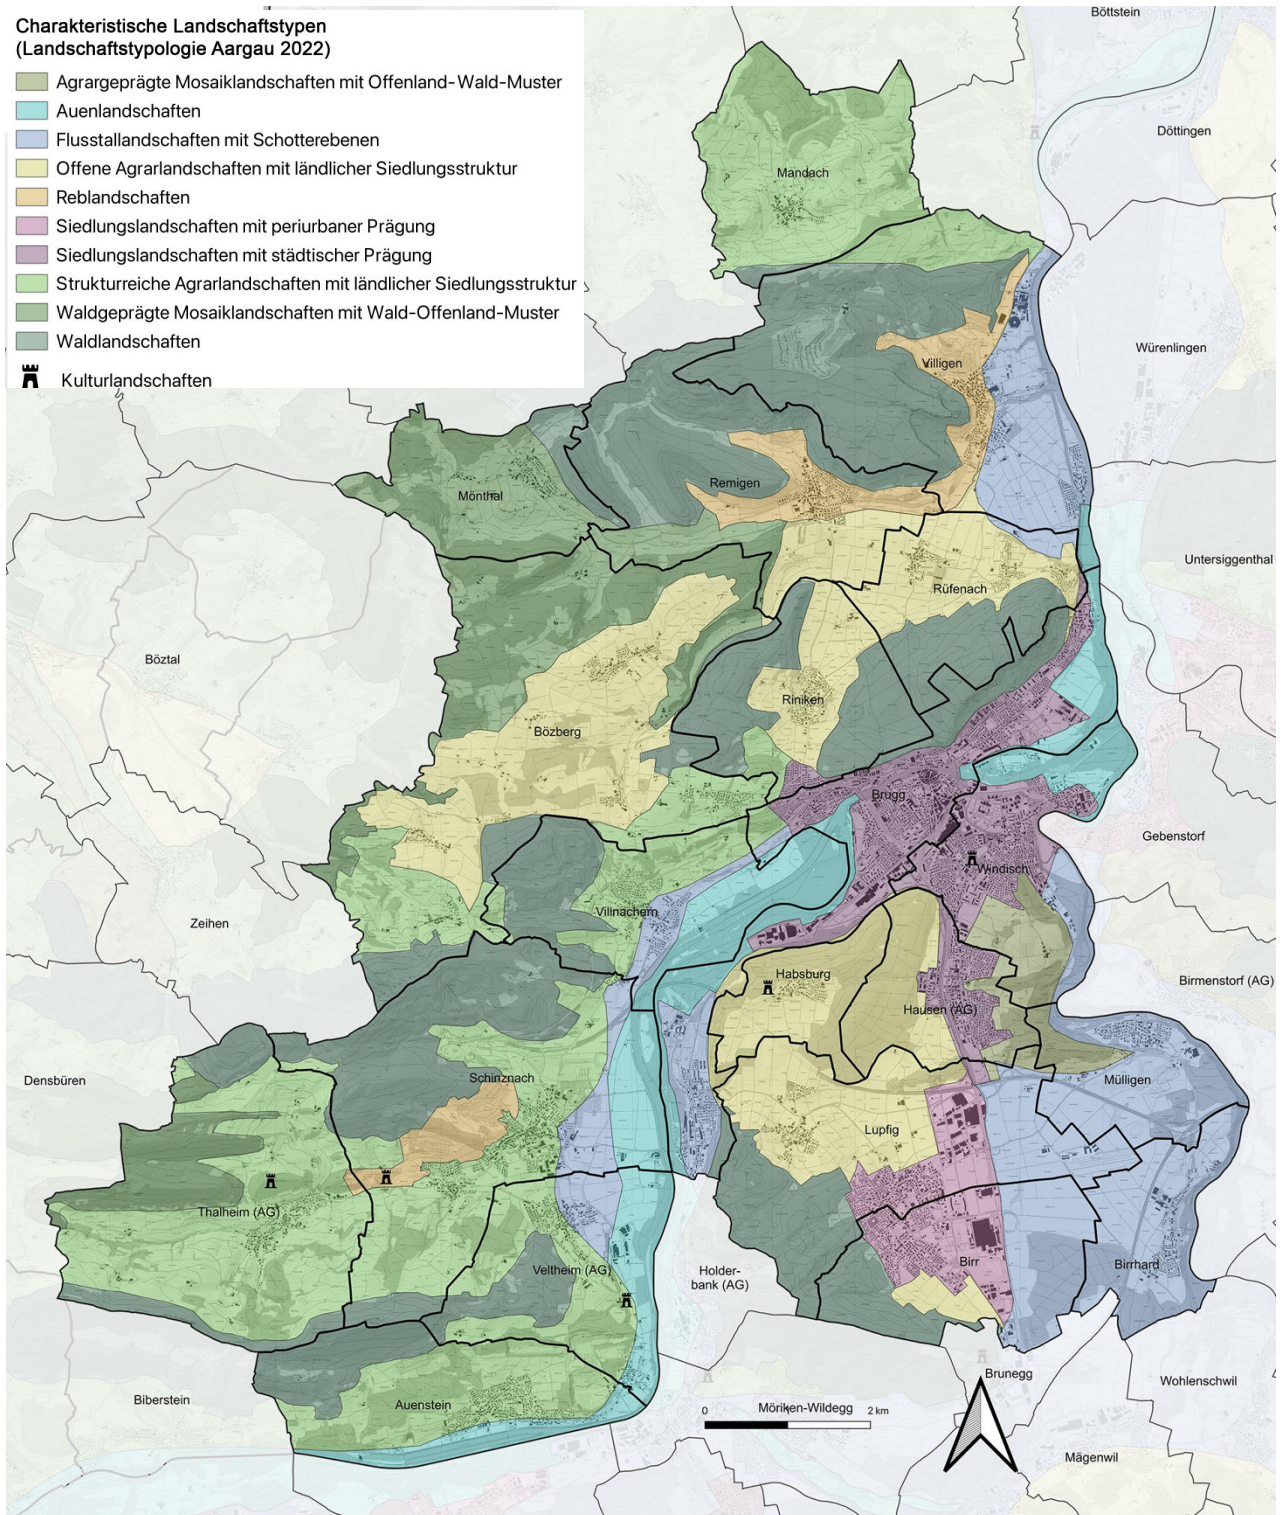 Charakteristische Landschaftstypen
(Landschaftstypologie Aargau 2022)
Agrargeprägte Mosaiklandschaften mit Offenland-Wald-Muster
Auenlandschaften
Flusstallandschaften mit Schotterebenen
Offene Agrarlandschaften mit ländlicher Siedlungsstruktur
Reblandschaften
Siedlungslandschaften mit periurbaner Prägung
Siedlungslandschaften mit städtischer Prägung
Strukturreiche Agrarlandschaften mit ländlicher Siedlungsstruktur
Waldgeprägte Mosaiklandschaften mit Wald-Offenland-Muster
Waldlandschaften
Kulturlandschaften
Böttstein
Döttingen
Mandach
Würenlingen
Villigen
Remigen
Mönthal
Untersiggenthal
Rüfenach
Böztal
Riniken
Bözberg
Brugg
Gebenstorf
Windisch
Villnachern
Zeihen
Habsburg
Birmenstorf (AG)
Hausen (AG)
Densbüren
Schinznach
Mülligen
Lupfig
Thalheim (AG)
Birr
Birrhard
Veltheim (AG)
Holder-
bank (AG)
Brunegg
Wohlenschwil
Biberstein
Auenstein
Möriken-Wildegg
0 1 2 km
Mägenwil